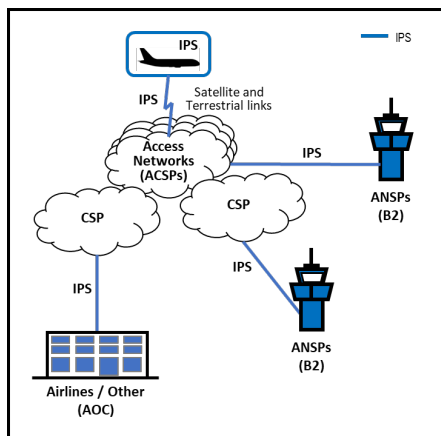 IPS
IPS
IPS
Satellite and
Terrestrial links
Access
Networks
(ACSPs)
IPS
ANSPs
(B2)
CSP
CSP
IPS
IPS
ANSPs
(B2)
Airlines / Other
(AOC)